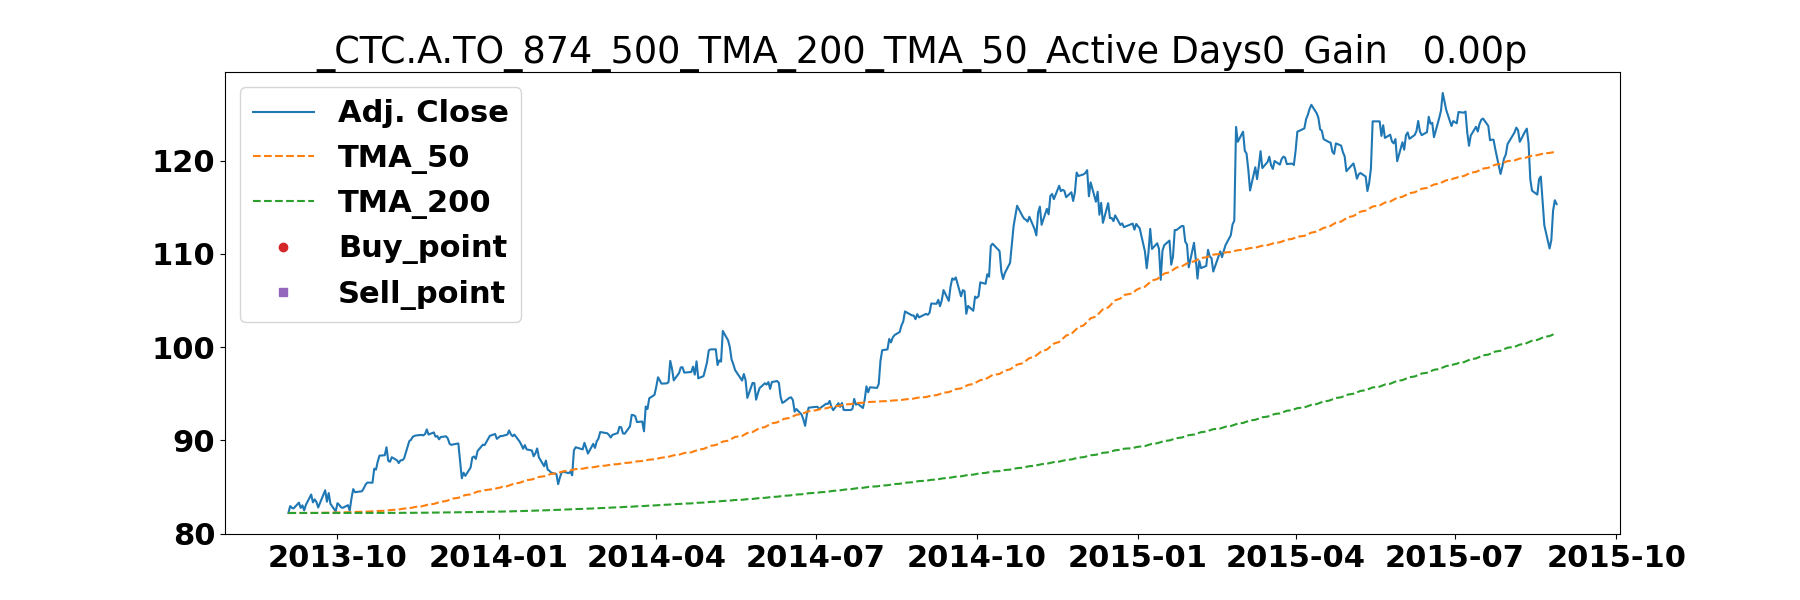 _CTC.A.TO_874_500_TMA_200_TMA_50_Active Days0_Gain   0.00p
Adj. Close
TMA_50
TMA_200
Buy_point
Sell_point
120
110
100
90
80
2013-10 2014-01 2014-04 2014-07 2014-10 2015-01 2015-04 2015-07 2015-10